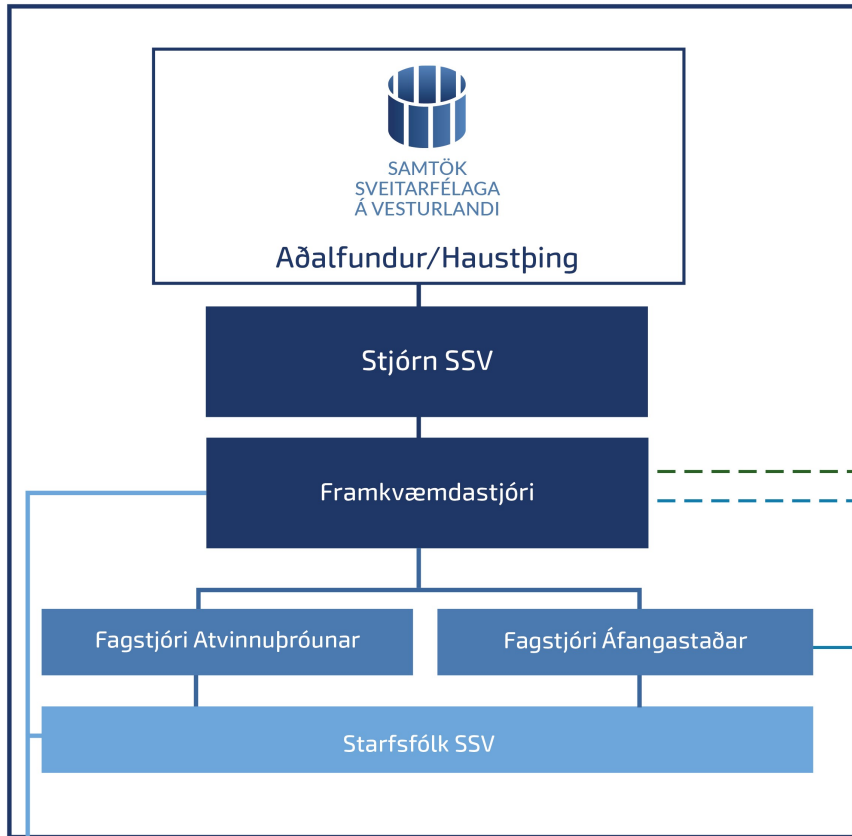 SAMTÖK
SVEITARFÉLAGA
Á VESTURLANDI
Aðalfundur/Haustþing
Stjórn SSV
Framkvæmdastjóri
Fagstjóri Atvinnuþróunar
Fagstjóri Áfangastaðar
Starfsfólk SSV